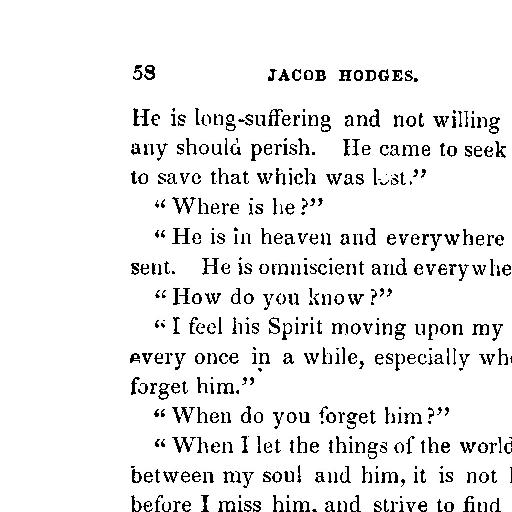 58 JACOB HODGES.
He is long-suffering and not willing
any should perish. He came to seek
to save that which was lost.”
“Where is he?”
“He is in heaven and everywhere
sent. He is omniscient and everywhe
“How do you know?”
“I feel his Spirit moving upon my
every once in a while, especially whe
forget him.”
“When do you forget him?”
“When I let the things of the world
between my soul and him, it is not
before I miss him, and strive to find